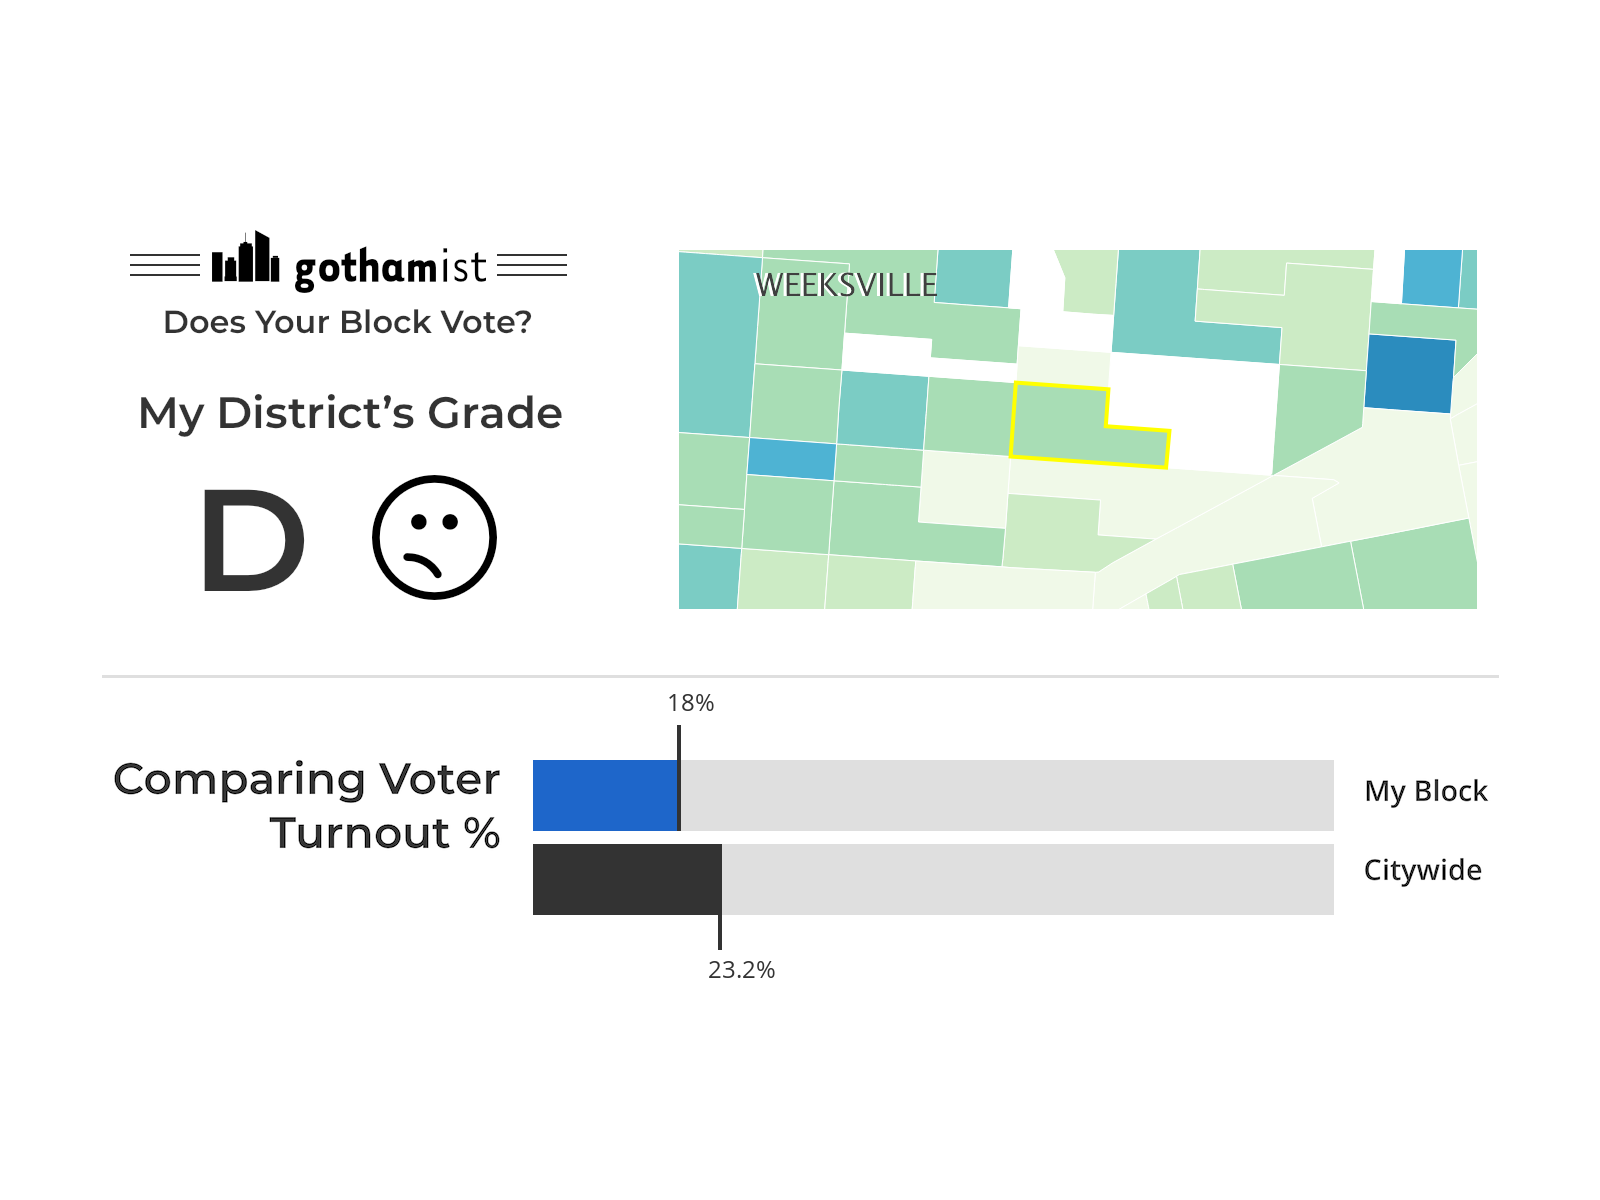 gothamist
Does Your Block Vote?
My District's Grade
D
WEEKSVILLE
18%
Comparing Voter
Turnout %
My Block
Citywide
23.2%